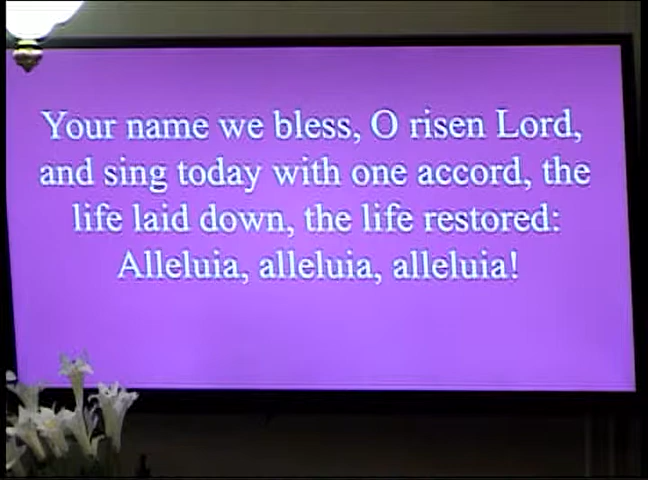 Your name we bless, O risen Lord,
and sing today with one accord, the
life laid down, the life restored:
Alleluia, alleluia, alleluia!